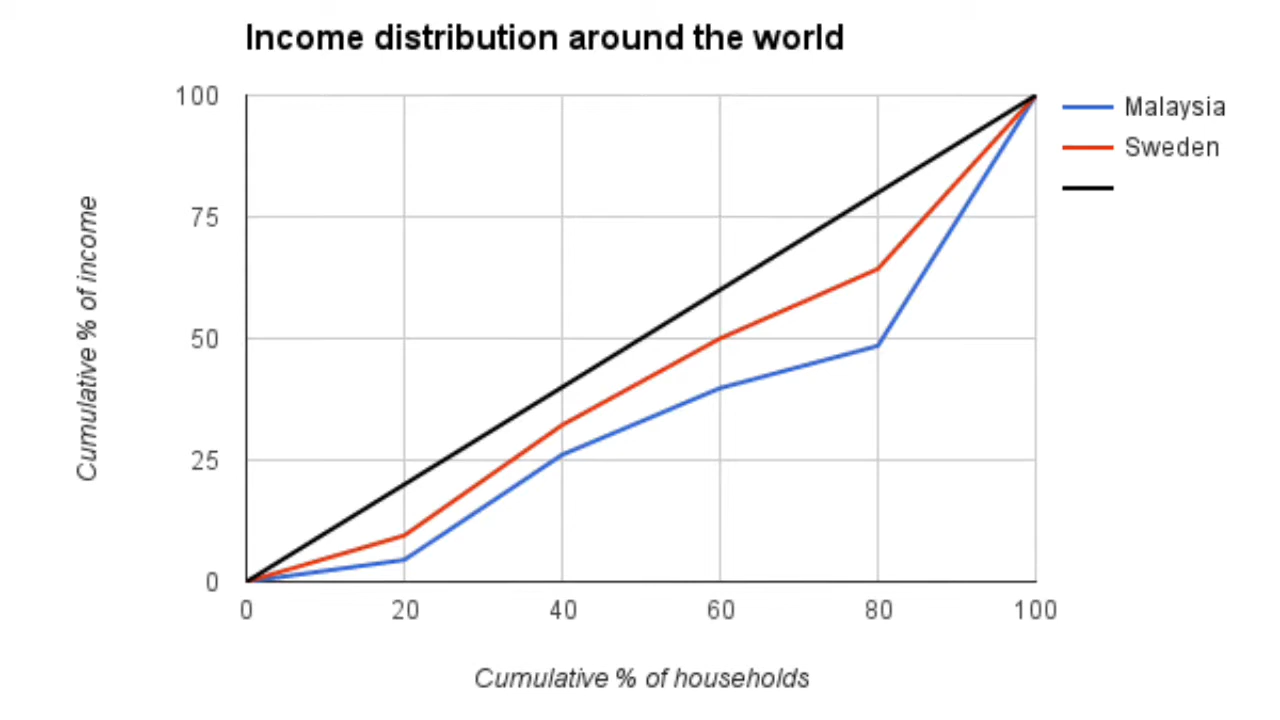 Income distribution around the world
100
75
50
25
0
Cumulative % of income
0 20 40 60 80 100
Cumulative % of households
Malaysia
Sweden